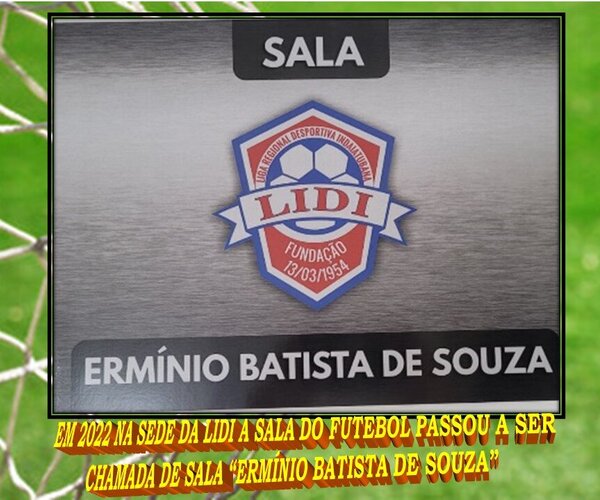 SALA
LIGA REGIONAL DESPORTIVA INDAIATUBANA
LIDI
FUNDAÇÃO
13/03/1954
ERMÍNIO BATISTA DE SOUZA
EM 2022 NA SEDE DA LIDI A SALA DO FUTEBOL PASSOU A SER
CHAMADA DE SALA “ERMÍNIO BATISTA DE SOUZA”